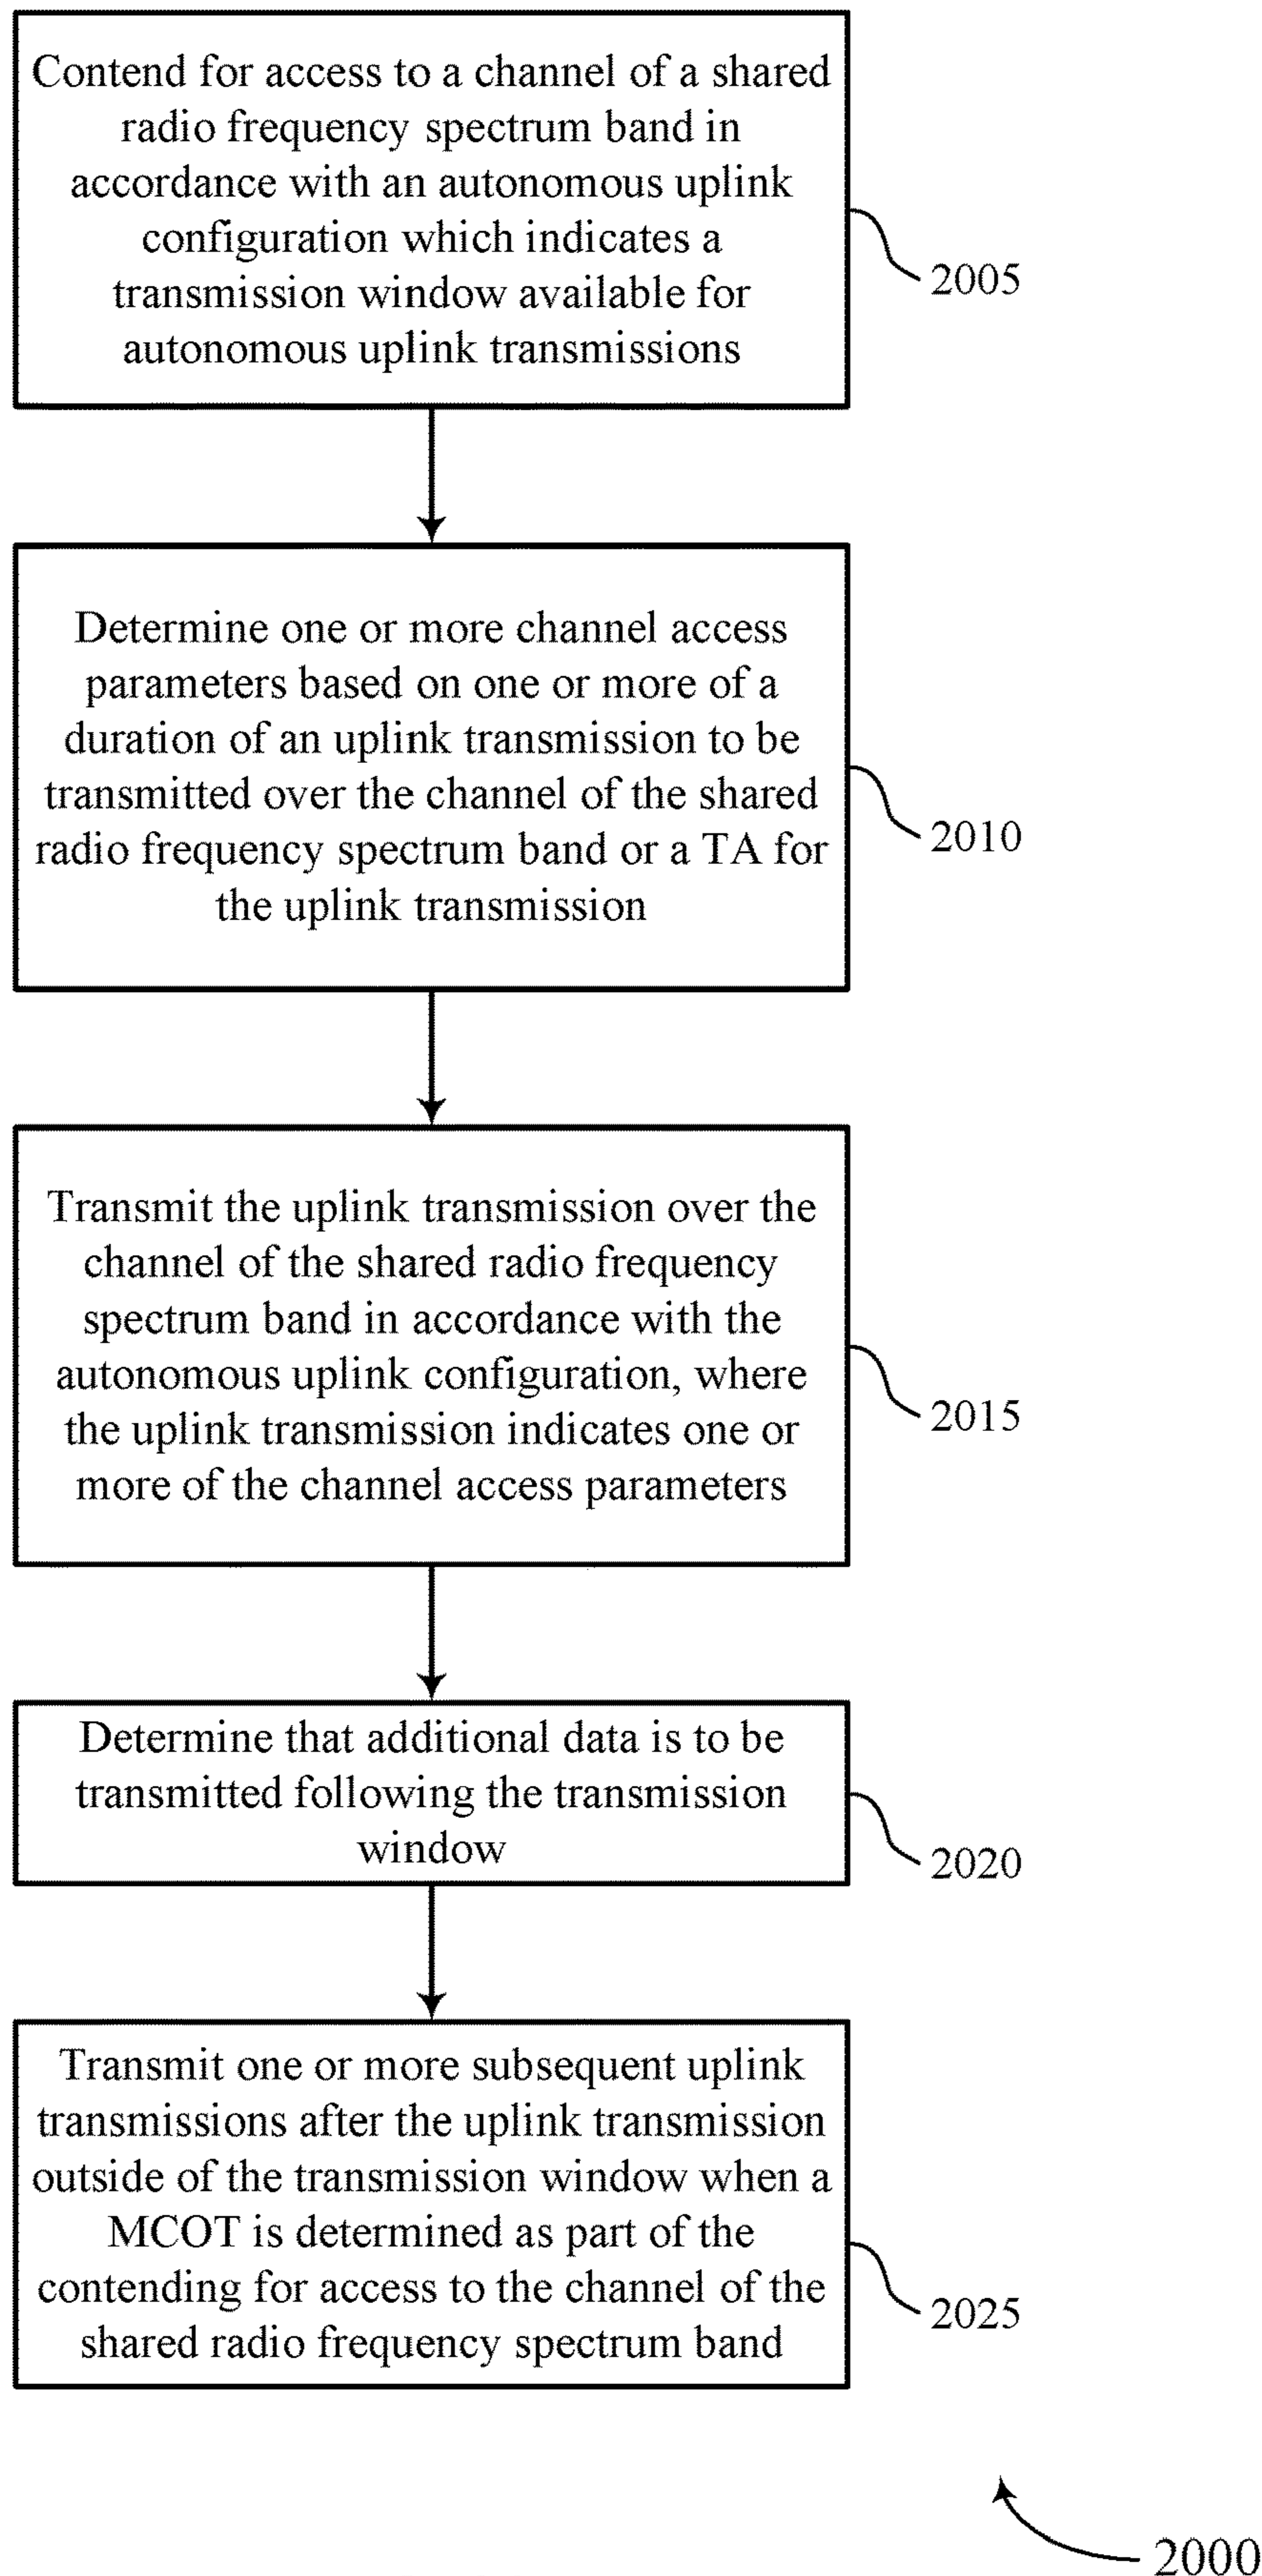 Contend for access to a channel of a shared
radio frequency spectrum band in
accordance with an autonomous uplink
configuration which indicates a
transmission window available for
autonomous uplink transmissions
2005
Determine one or more channel access
parameters based on one or more of a
duration of an uplink transmission to be
transmitted over the channel of the shared
radio frequency spectrum band or a TA for
the uplink transmission
2010
Transmit the uplink transmission over the
channel of the shared radio frequency
spectrum band in accordance with the
autonomous uplink configuration, where
the uplink transmission indicates one or
more of the channel access parameters
2015
Determine that additional data is to be
transmitted following the transmission
window
2020
Transmit one or more subsequent uplink
transmissions after the uplink transmission
outside of the transmission window when a
MCOT is determined as part of the
contending for access to the channel of the
shared radio frequency spectrum band
2025
2000